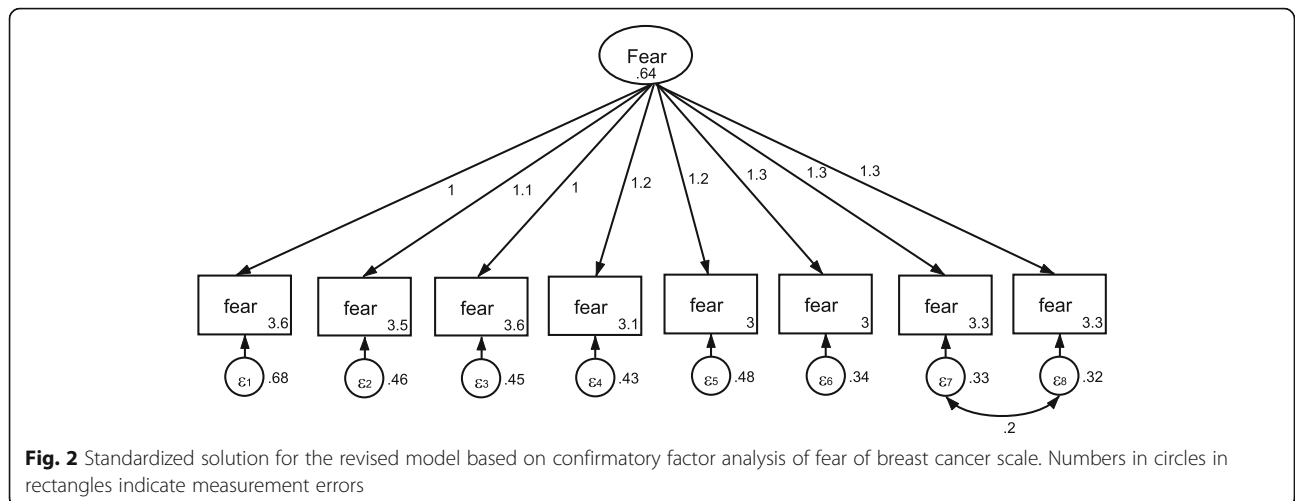 Fear
.64
1 1.1 1 1.2 1.2 1.3 1.3 1.3
fear fear fear fear fear fear fear fear
3.6 3.5 3.6 3.1 3 3 3.3 3.3
ε1 .68 ε2 .46 ε3 .45 ε4 .43 ε5 .48 ε6 .34 ε7 .33 ε8 .32
.2
Fig. 2 Standardized solution for the revised model based on confirmatory factor analysis of fear of breast cancer scale. Numbers in circles in
rectangles indicate measurement errors